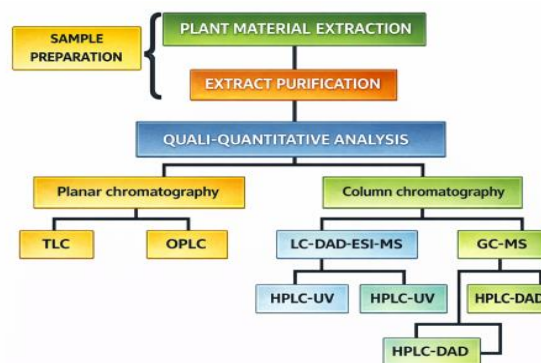 PLANT MATERIAL EXTRACTION
SAMPLE
PREPARATION
EXTRACT PURIFICATION
QUALI-QUANTITATIVE ANALYSIS
Planar chromatography
Column chromatography
TLC
OPLC
LC-DAD-ESI-MS
GC-MS
HPLC-UV
HPLC-UV
HPLC-DAD
HPLC-DAD